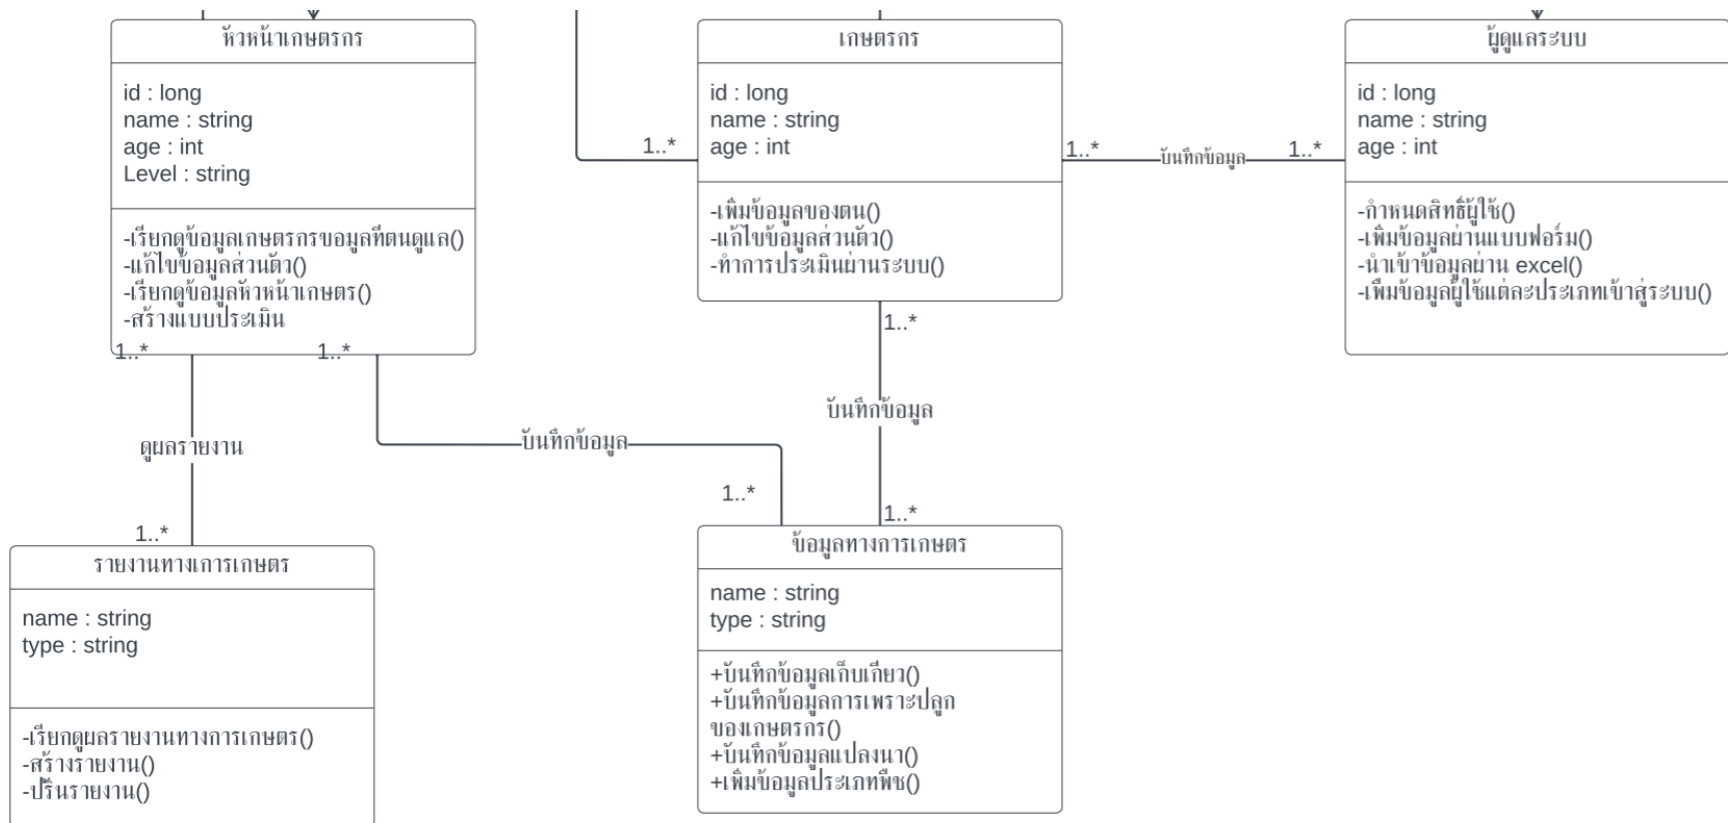 หัวหน้าเกษตรกร
id : long
name : string
age : int
Level : string
-เรียกดูข้อมูลเกษตรกรขอมูลที่ตนดูแล()
-แก้ไขข้อมูลส่วนตัว()
-เรียกดูข้อมูลหัวหน้าเกษตร()
-สร้างแบบประเมิน
1..*
1..*
เกษตรกร
id : long
name : string
age : int
1..*
-เพิ่มข้อมูลของตน()
-แก้ไขข้อมูลส่วนตัว()
-ทำการประเมินผ่านระบบ()
1..*
บันทึกข้อมูล
1..*
ผู้ดูแลระบบ
id : long
name : string
age : int
-กำหนดสิทธิ์ผู้ใช้()
-เพิ่มข้อมูลผ่านแบบฟอร์ม()
-นำเข้าข้อมูลผ่าน excel()
-เพิ่มข้อมูลผู้ใช้แต่ละประเภทเข้าสู่ระบบ()
1..*
บันทึกข้อมูล
1..*
ดูผลรายงาน
1..*
บันทึกข้อมูล
1..*
รายงานทางเการเกษตร
name : string
type : string
-เรียกดูผลรายงานทางการเกษตร()
-สร้างรายงาน()
-ปริ้นรายงาน()
ข้อมูลทางการเกษตร
name : string
type : string
+บันทึกข้อมูลเก็บเกี่ยว()
+บันทึกข้อมูลการเพราะปลูก
ของเกษตรกร()
+บันทึกข้อมูลแปลงนา()
+เพิ่มข้อมูลประเภทพืช()